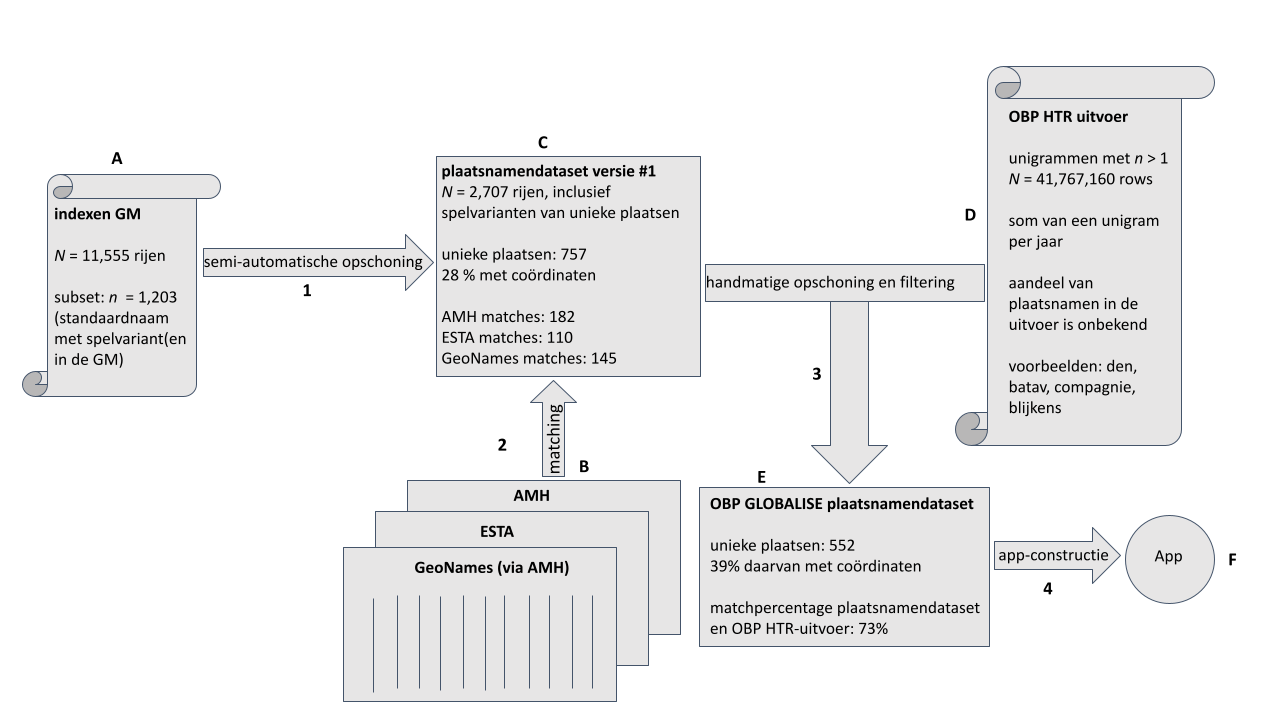 A
indexen GM
N = 11,555 rijen
subset: n = 1,203
(standaardnaam
met spelvariant(en
in de GM)
semi-automatische opschoning
1
C
plaatsnamendataset versie #1
N = 2,707 rijen, inclusief
spelvarianten van unieke plaatsen
unieke plaatsen: 757
28 % met coördinaten
AMH matches: 182
ESTA matches: 110
GeoNames matches: 145
2
matching
B
AMH
ESTA
GeoNames (via AMH)
handmatige opschoning en filtering
3
D
OBP HTR uitvoer
unigrammen met n > 1
N = 41,767,160 rows
som van een unigram
per jaar
aandeel van
plaatsnamen in de
uitvoer is onbekend
voorbeelden: den,
batav, compagnie,
blijkens
E
OBP GLOBALISE plaatsnamendataset
unieke plaatsen: 552
39% daarvan met coördinaten
matchpercentage plaatsnamendataset
en OBP HTR-uitvoer: 73%
app-constructie
4
App
F